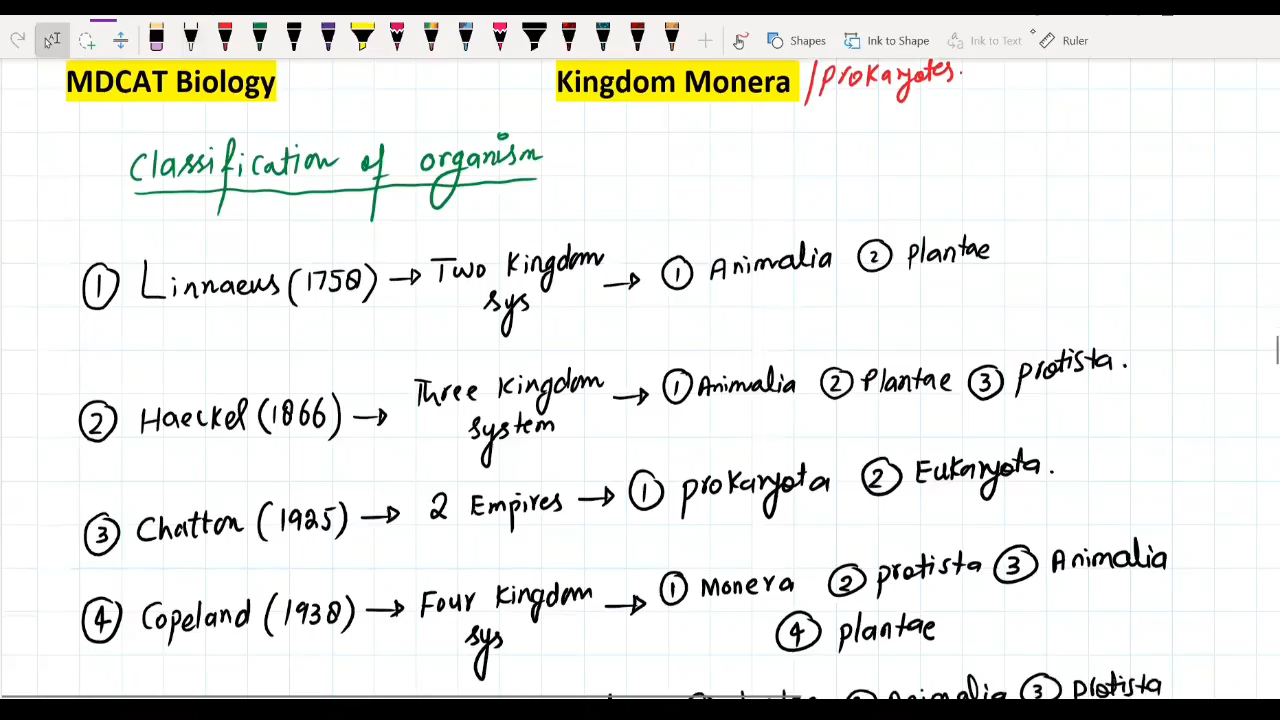 Shapes Ink to Shape Ink to Text Ruler
MDCAT Biology Kingdom Monera /prokaryotes.
Classification of organism
① Linnaeus (1758) → Two Kingdom sys → ① Animalia ② plantae
② Haeckel (1866) → Three Kingdom system → ① Animalia ② Plantae ③ protista.
③ Chatton (1925) → 2 Empires → ① prokaryota ② Eukaryota.
④ Copeland (1938) → Four Kingdom sys → ① Monera ② protista ③ Animalia
④ plantae
Animalia ③ protista